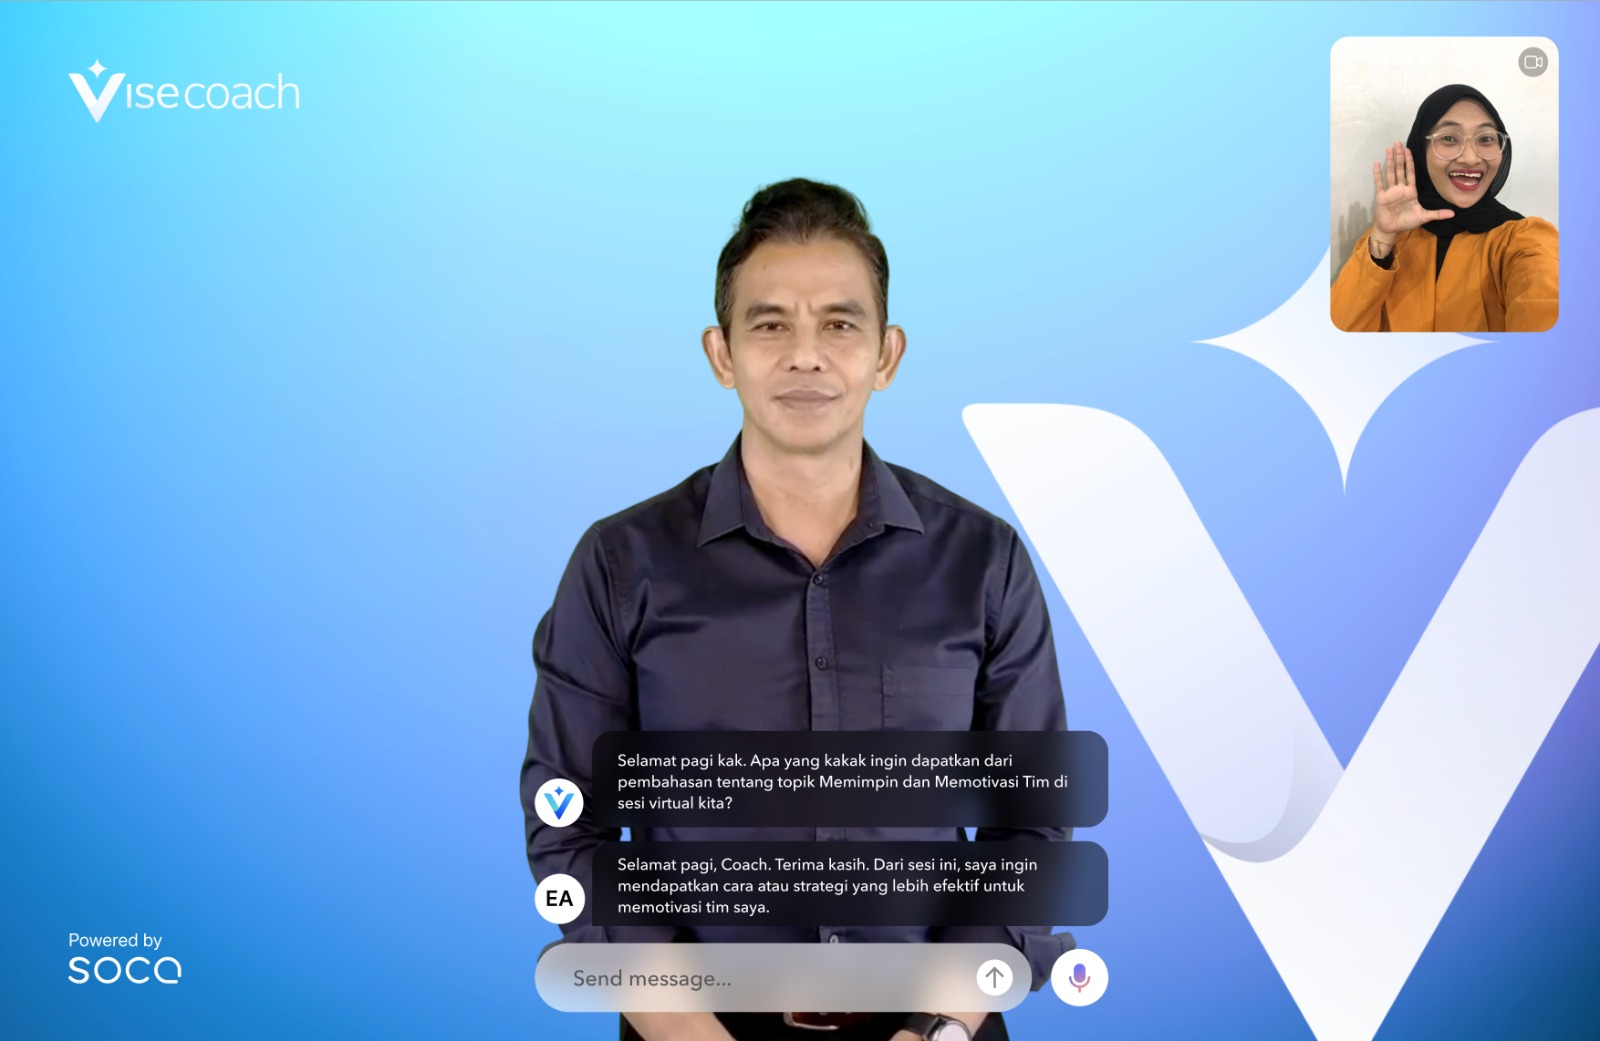 Visecoach
Selamat pagi kak. Apa yang kakak ingin dapatkan dari
pembahasan tentang topik Memimpin dan Memotivasi Tim di
sesi virtual kita?
Selamat pagi, Coach. Terima kasih. Dari sesi ini, saya ingin
mendapatkan cara atau strategi yang lebih efektif untuk
memotivasi tim saya.
EA
Send message...
Powered by
SOCA